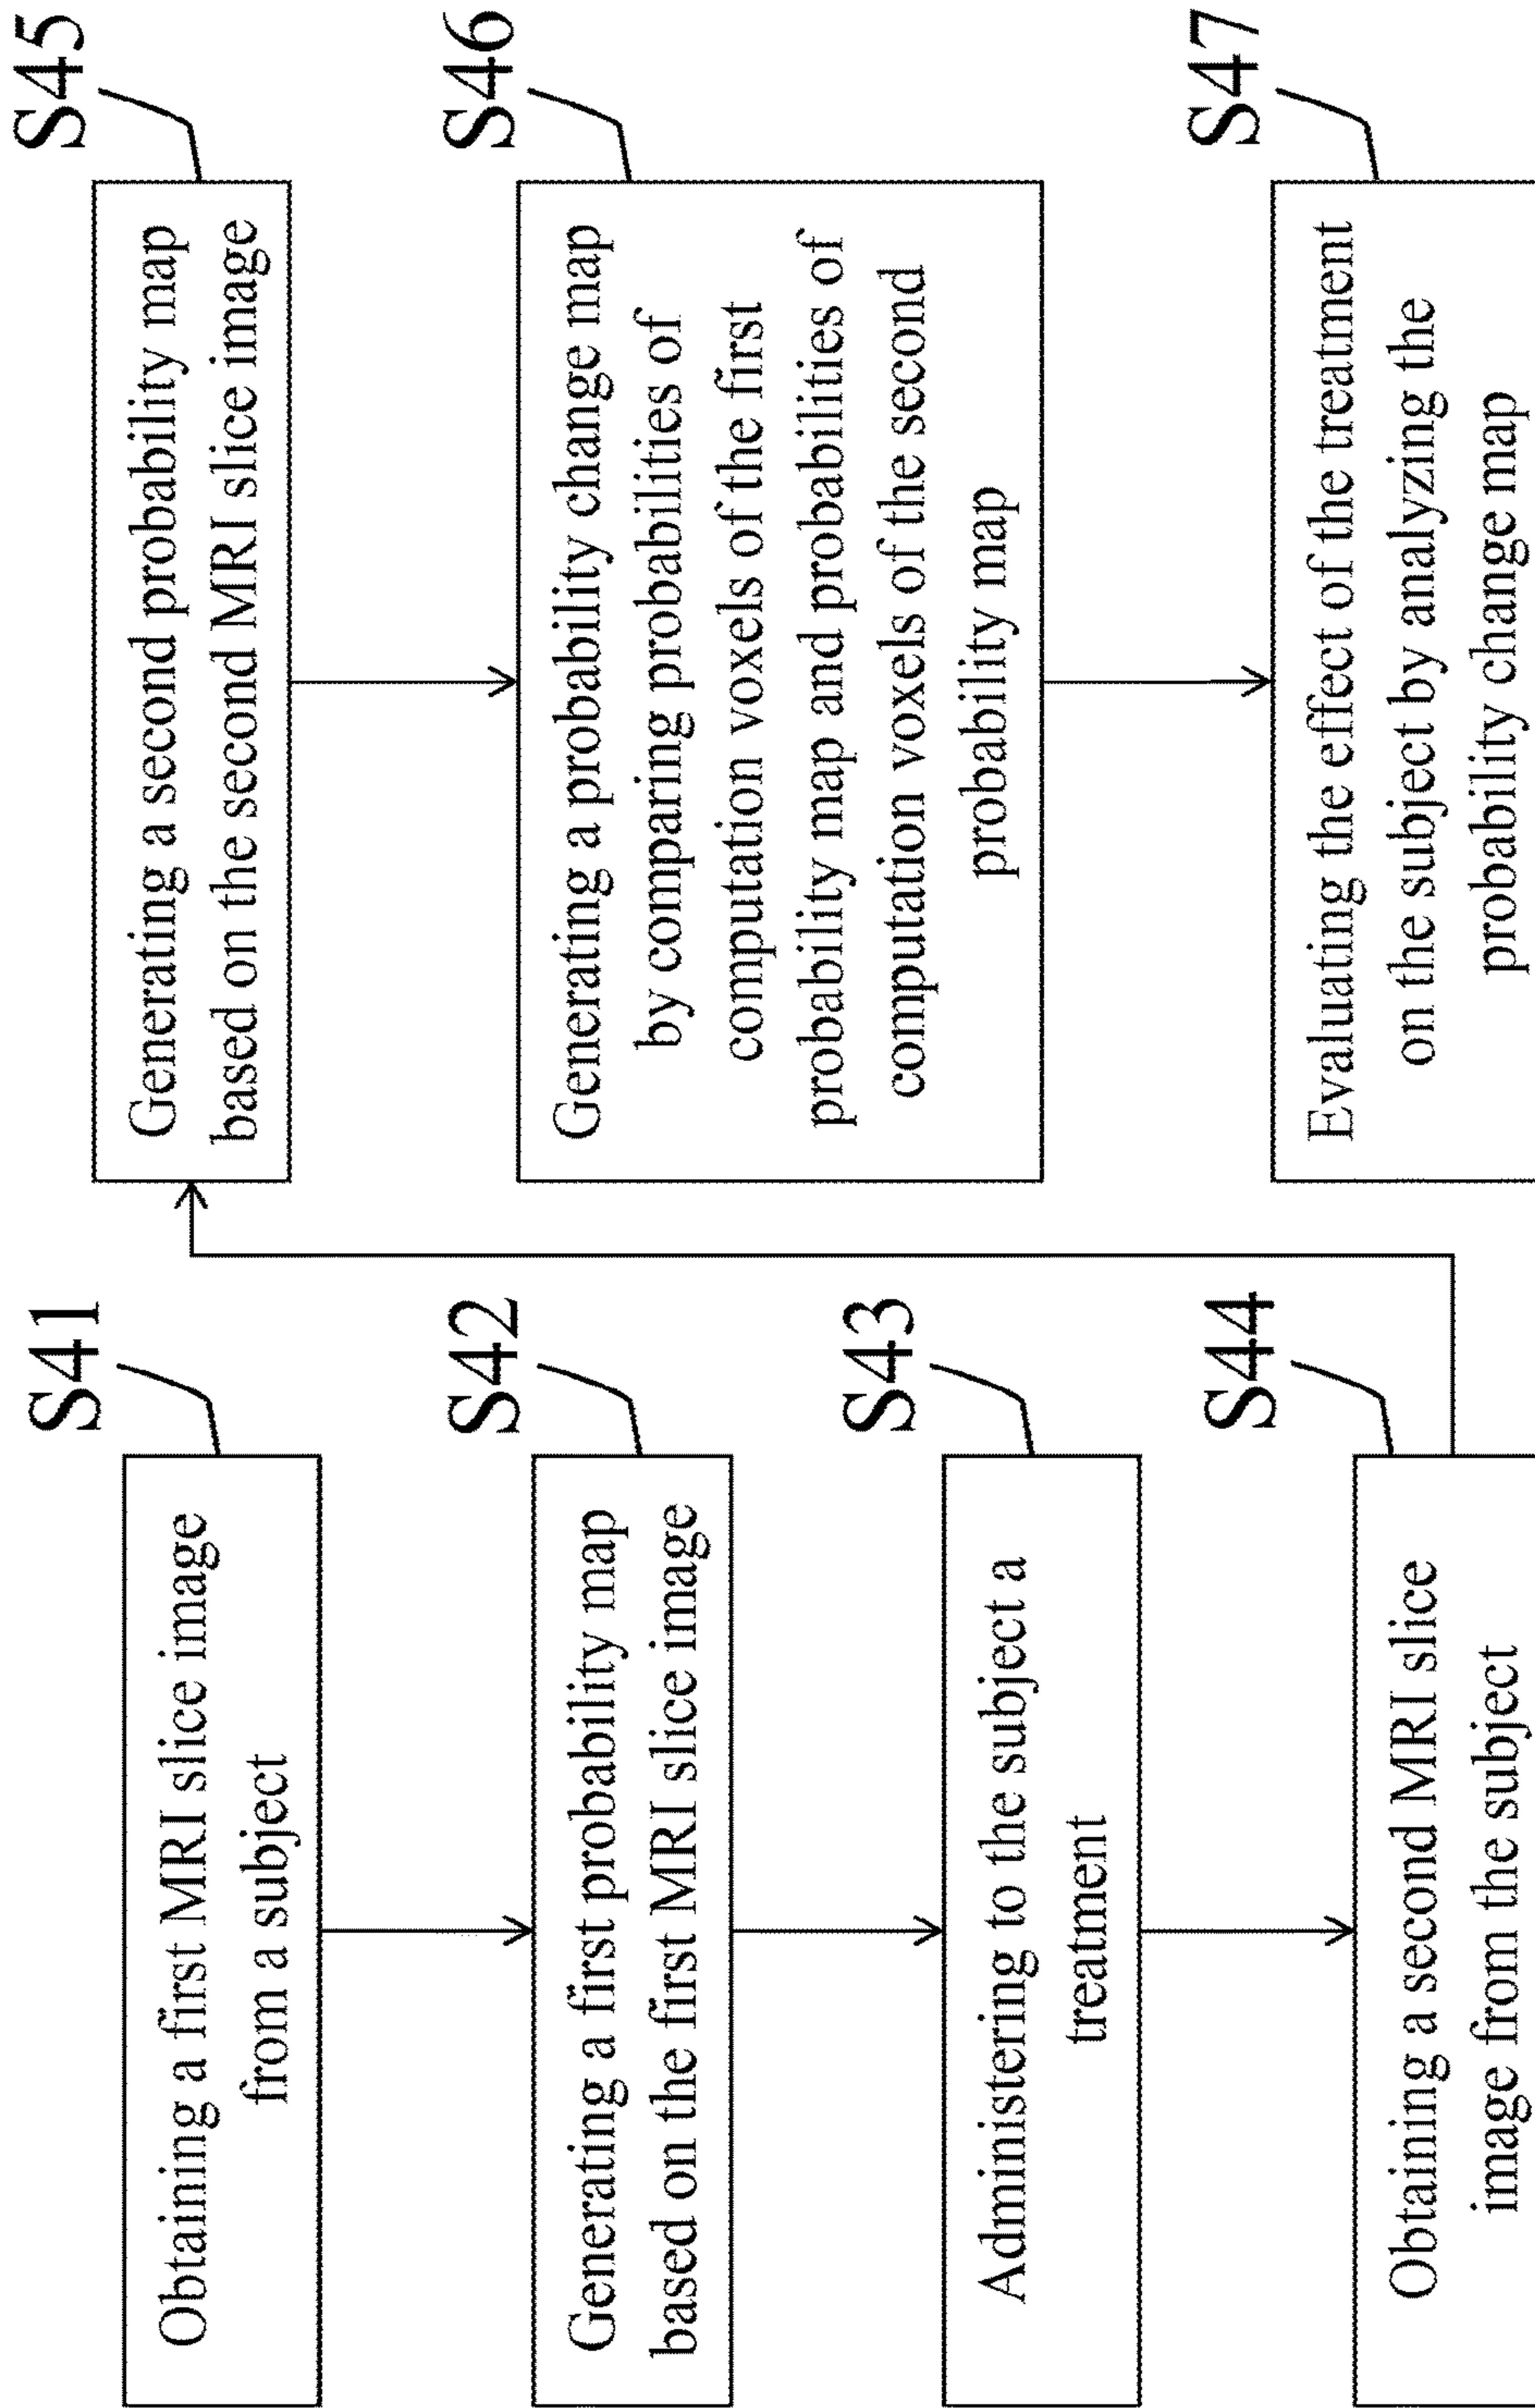 S41
Obtaining a first MRI slice image
from a subject
S42
Generating a first probability map
based on the first MRI slice image
S43
Administering to the subject a
treatment
S44
Obtaining a second MRI slice
image from the subject
S45
Generating a second probability map
based on the second MRI slice image
S46
Generating a probability change map
by comparing probabilities of
computation voxels of the first
probability map and probabilities of
computation voxels of the second
probability map
S47
Evaluating the effect of the treatment
on the subject by analyzing the
probability change map